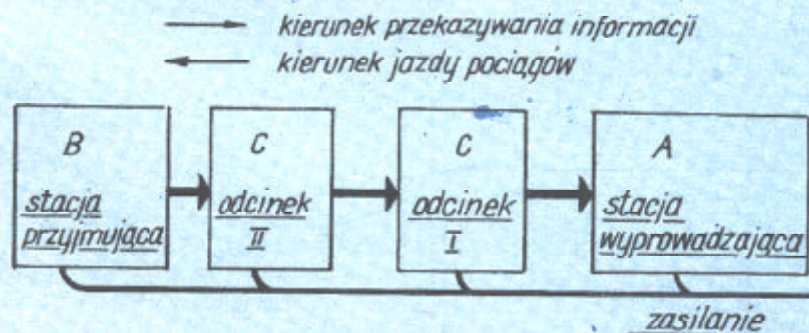 kierunek przekazywania informacji
kierunek jazdy pociągów
B
stacja
przyjmująca
C
odcinek
II
C
odcinek
I
A
stacja
wyprowadzająca
zasilanie